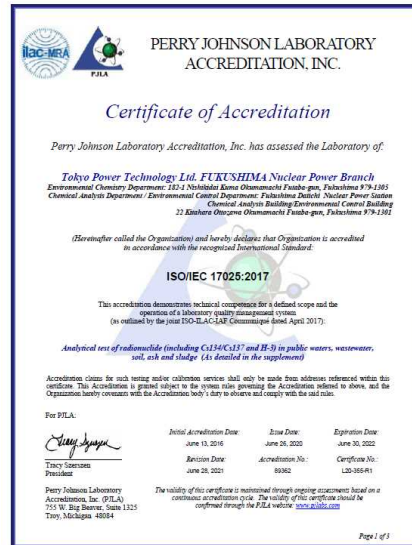 ilac-MRA
PJLA
PERRY JOHNSON LABORATORY
ACCREDITATION, INC.
Certificate of Accreditation
Perry Johnson Laboratory Accreditation, Inc. has assessed the Laboratory of:
Tokyo Power Technology Ltd. FUKUSHIMA Nuclear Power Branch
Environmental Chemistry Department: 182-1 Nishikidai Kuma Okumamachi Futaba-gun, Fukushima 979-1305
Chemical Analysis Department / Environmental Control Department: Fukushima Daiichi Nuclear Power Station
Chemical Analysis Building/Environmental Control Building
22 Kitahara Ottozawa Okumamachi Futaba-gun, Fukushima 979-1301
(Hereinafter called the Organization) and hereby declares that Organization is accredited
in accordance with the recognized International Standard:
ISO/IEC 17025:2017
This accreditation demonstrates technical competence for a defined scope and the
operation of a laboratory quality management system
(as outlined by the joint ISO-ILAC-IAF Communiqué dated April 2017):
Analytical test of radionuclide (including Cs134/Cs137 and H-3) in public waters, wastewater,
soil, ash and sludge (As detailed in the supplement)
Accreditation claims for such testing and/or calibration services shall only be made from addresses referenced within this
certificate. This Accreditation is granted subject to the system rules governing the Accreditation referred to above, and the
Organization hereby covenants with the Accreditation body's duty to observe and comply with the said rules.
For PJLA:
Initial Accreditation Date: Issue Date: Expiration Date:
June 13, 2016 June 26, 2020 June 30, 2022
Revision Date: Accreditation No.: Certificate No.:
June 28, 2021 89362 L20-355-R1
Tracy Szerszen
President
Perry Johnson Laboratory
Accreditation, Inc. (PJLA)
755 W. Big Beaver, Suite 1325
Troy, Michigan 48084
The validity of this certificate is maintained through ongoing assessments based on a
continuous accreditation cycle. The validity of this certificate should be
confirmed through the PJLA website: www.pjlabs.com
Page 1 of 3